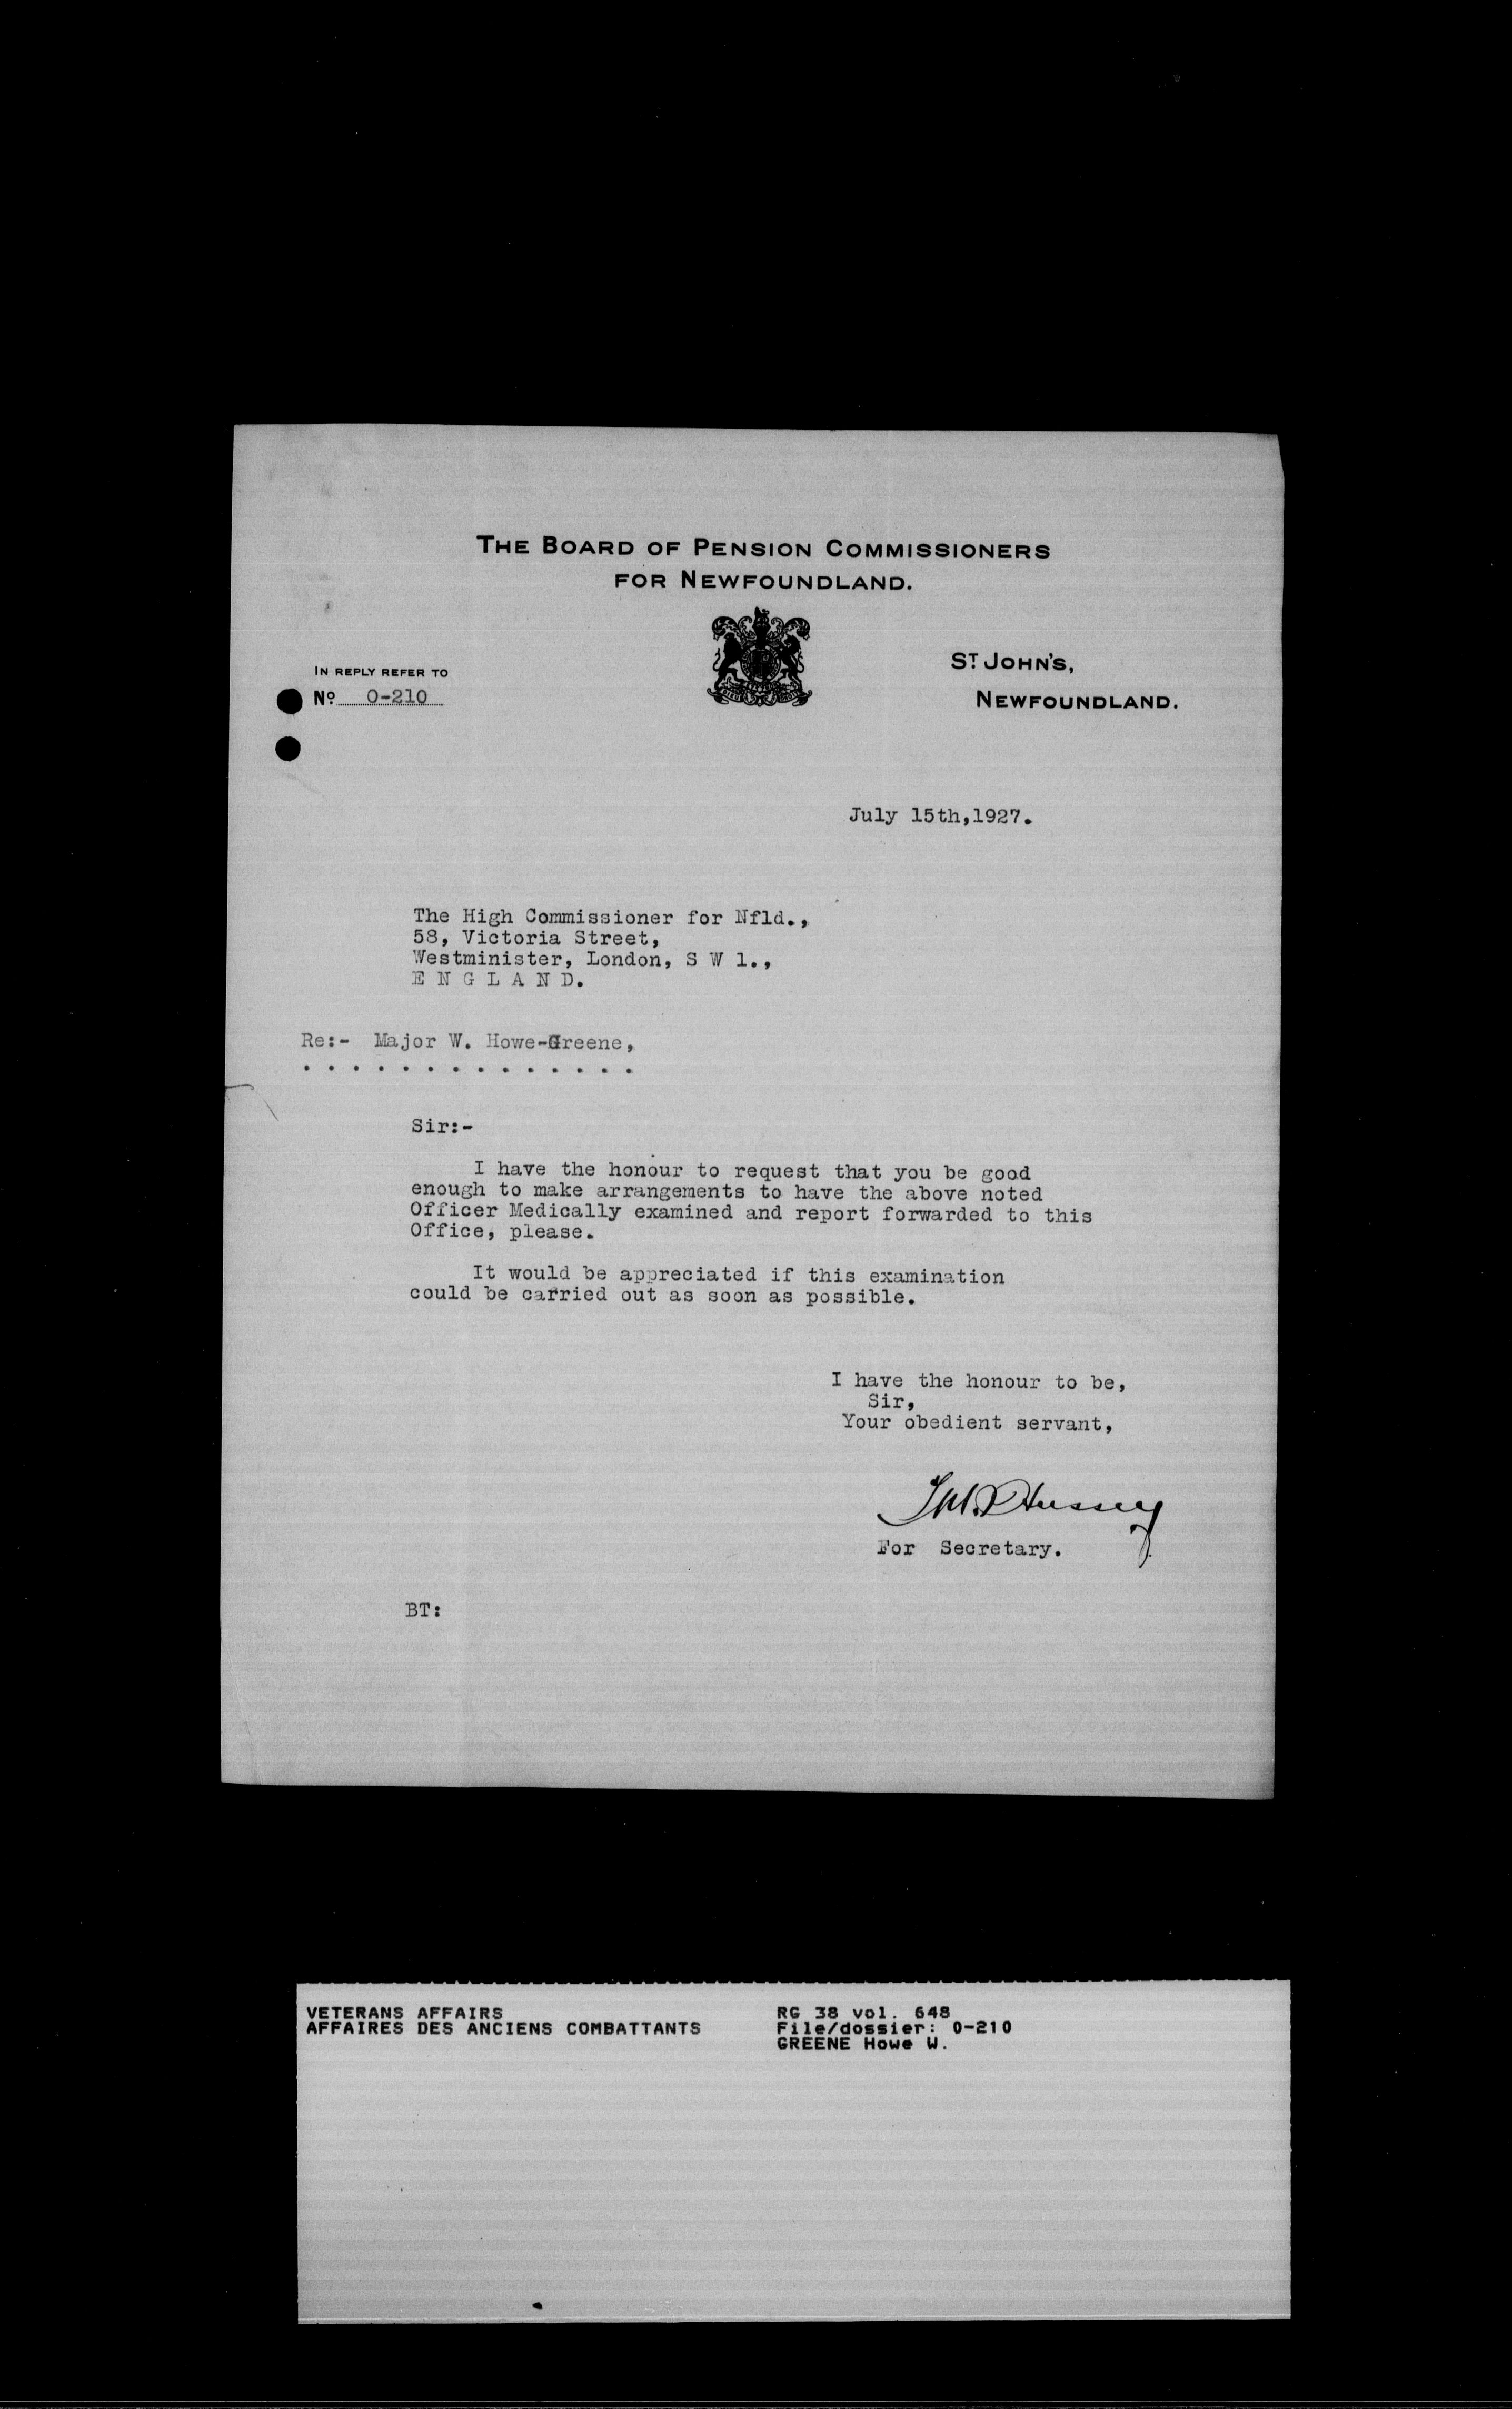 THE BOARD OF PENSION COMMISSIONERS
FOR NEWFOUNDLAND.
IN REPLY REFER TO
No. O-210
ST. JOHN'S,
NEWFOUNDLAND.
July 15th,1927.
The High Commissioner for Nfld.,
58, Victoria Street,
Westminister, London, S W 1.,
E N G L A N D.
Re:- Major W. Howe-Greene,
. . . . . . . . . . . . . .
Sir:-
I have the honour to request that you be good
enough to make arrangements to have the above noted
Officer Medically examined and report forwarded to this
Office, please.
It would be appreciated if this examination
could be carried out as soon as possible.
I have the honour to be,
Sir,
Your obedient servant,
Hussey
For Secretary.
BT:
VETERANS AFFAIRS
AFFAIRES DES ANCIENS COMBATTANTS
RG 38 vol. 648
File/dossier: O-210
GREENE Howe W.